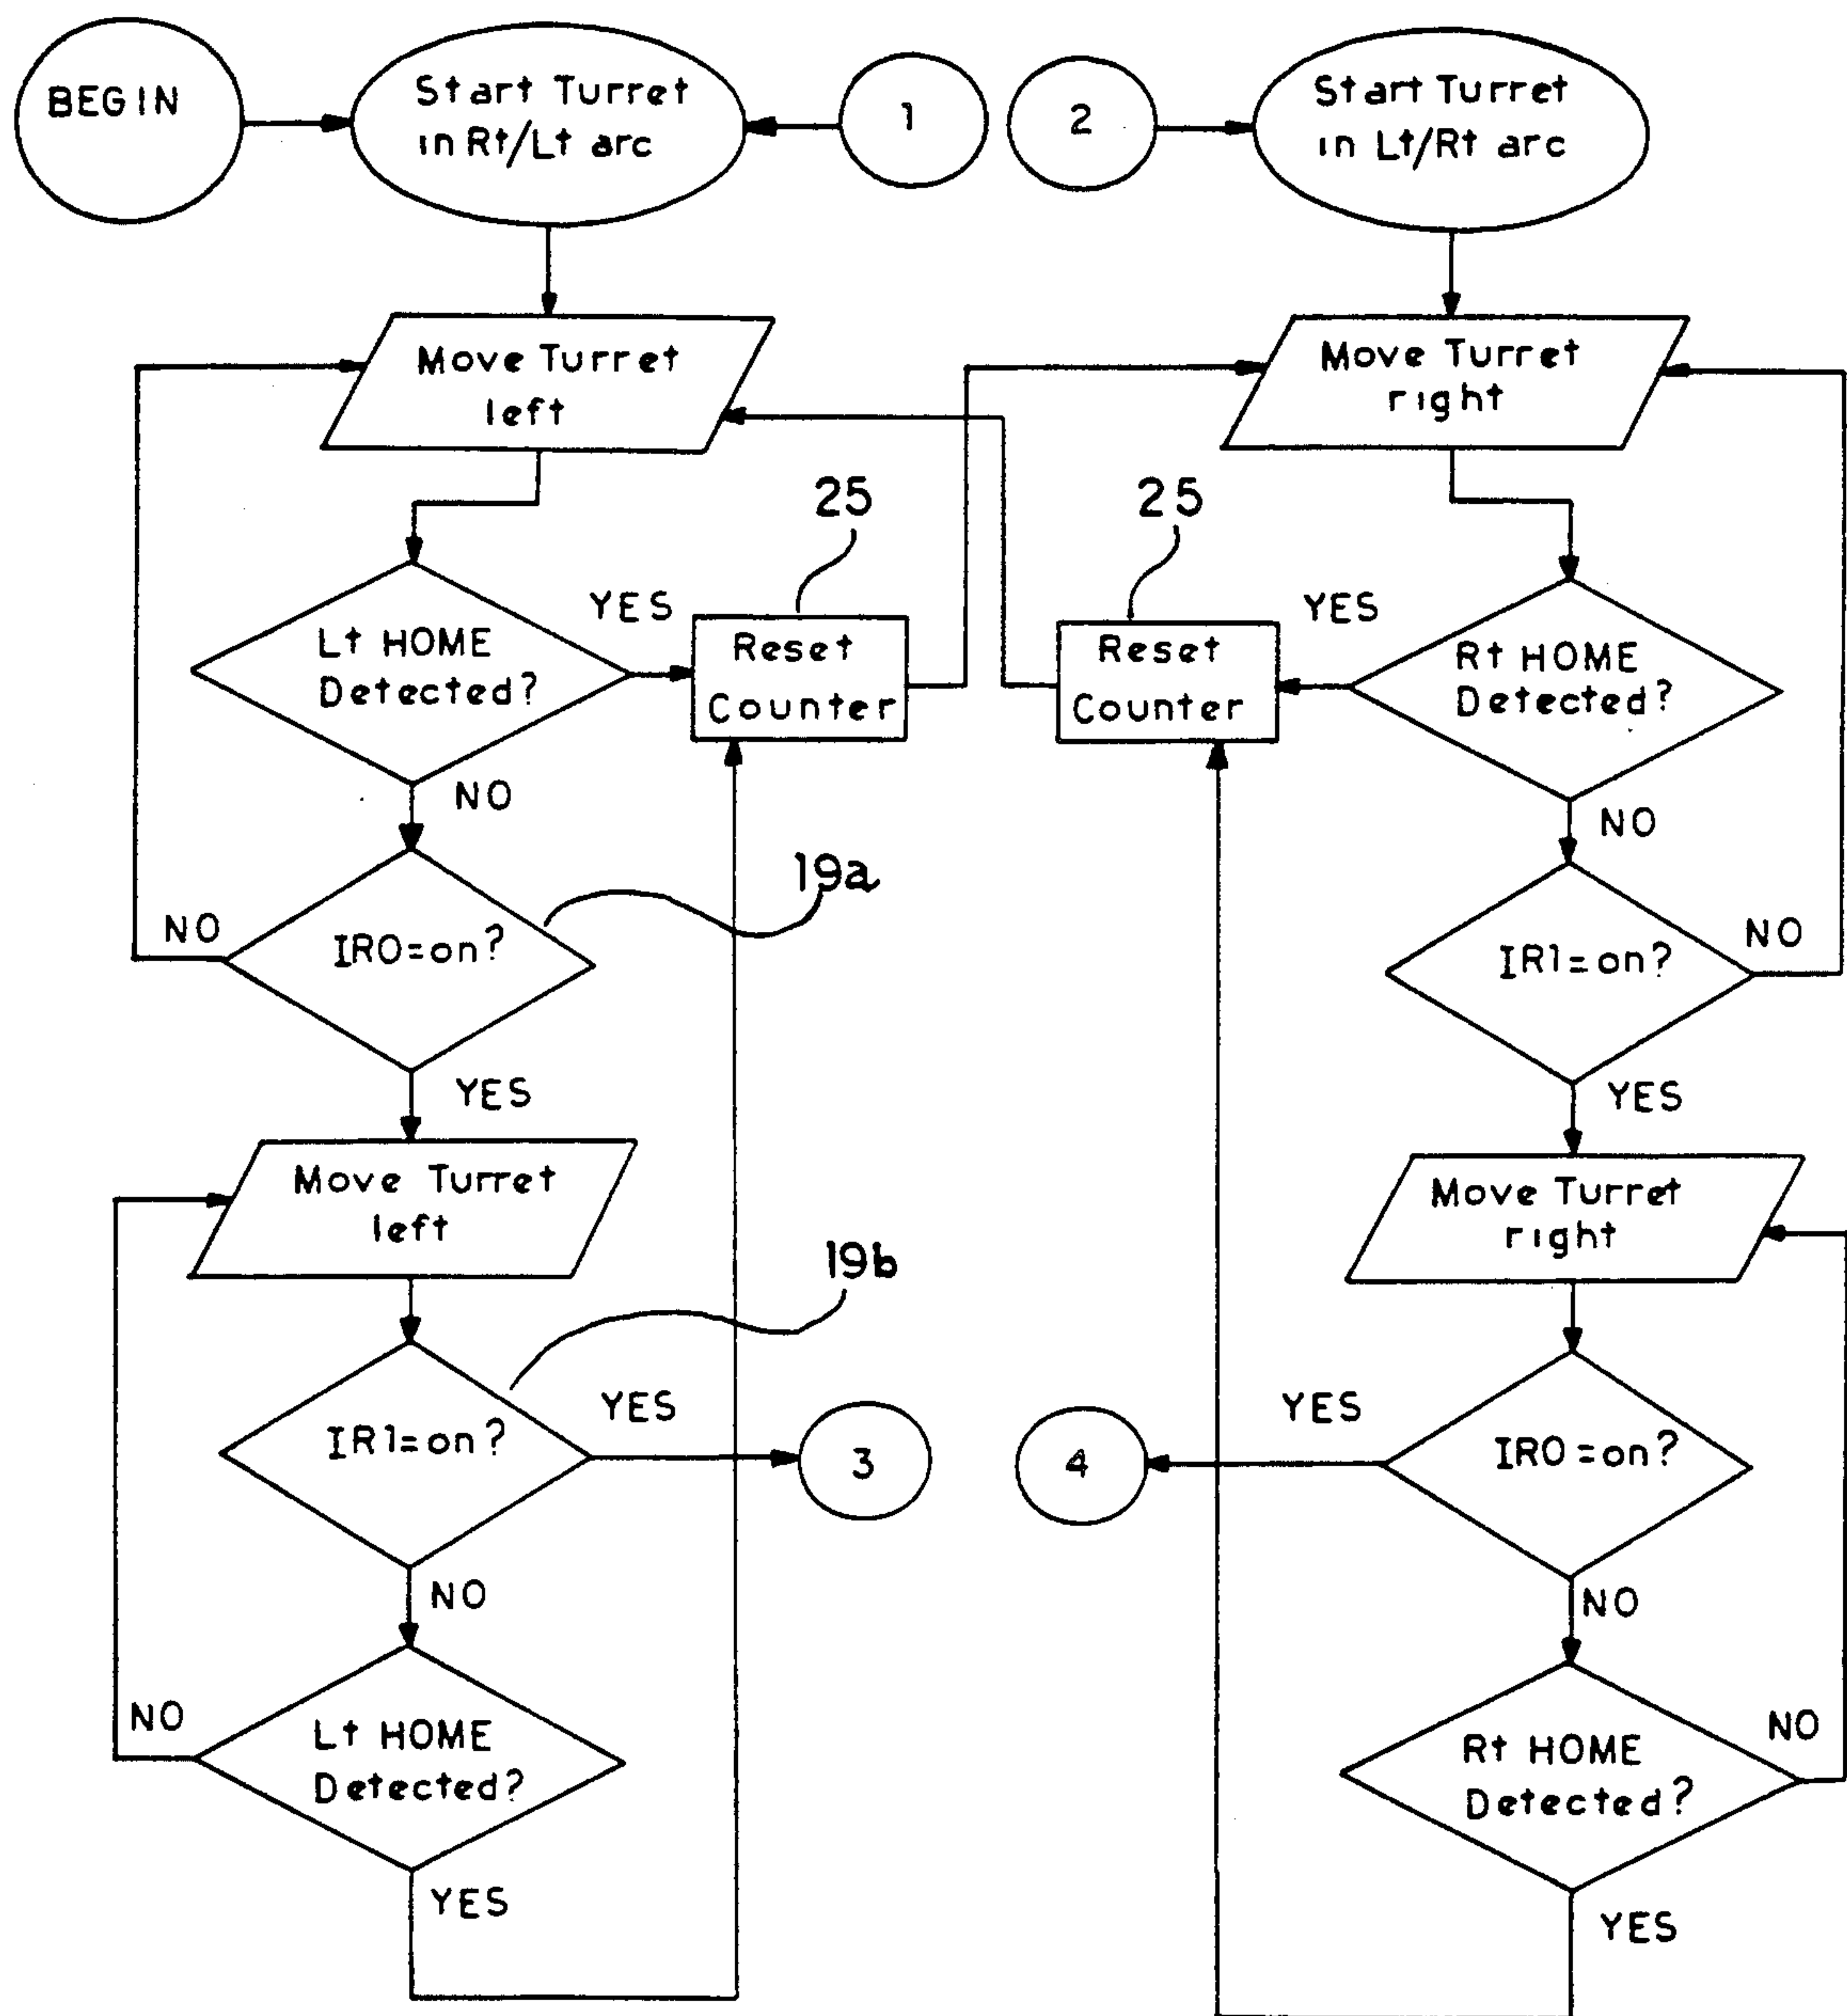 BEGIN
Start Turret
in Rt/Lt arc
1
2
Start Turret
in Lt/Rt arc
Move Turret
left
Move Turret
right
25
25
YES
Lt HOME
Detected?
Reset
Counter
Reset
Counter
YES
Rt HOME
Detected?
NO
NO
19a
NO
IR0=on?
IR1=on?
NO
YES
YES
Move Turret
left
Move Turret
right
19b
IR1=on?
YES
3
4
YES
IR0=on?
NO
NO
NO
Lt HOME
Detected?
Rt HOME
Detected?
NO
YES
YES